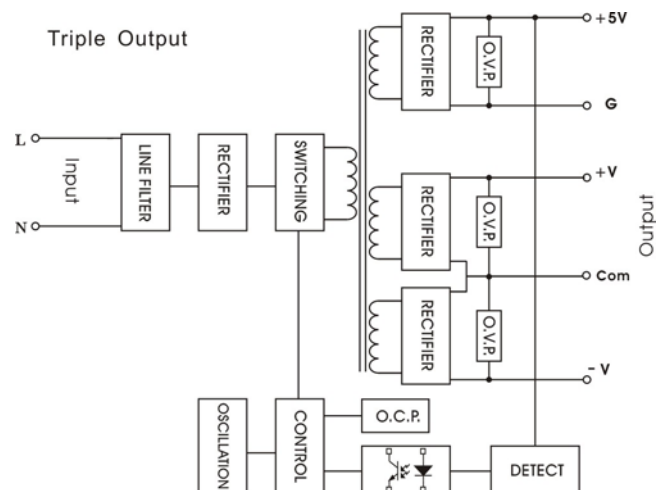 Triple Output
+5V
O.V.P.
RECTIFIER
G
L
Input
N
LINE FILTER
RECTIFIER
SWITCHING
+V
RECTIFIER
O.V.P.
Output
Com
RECTIFIER
O.V.P.
- V
OSCILLATION
CONTROL
O.C.P.
DETECT